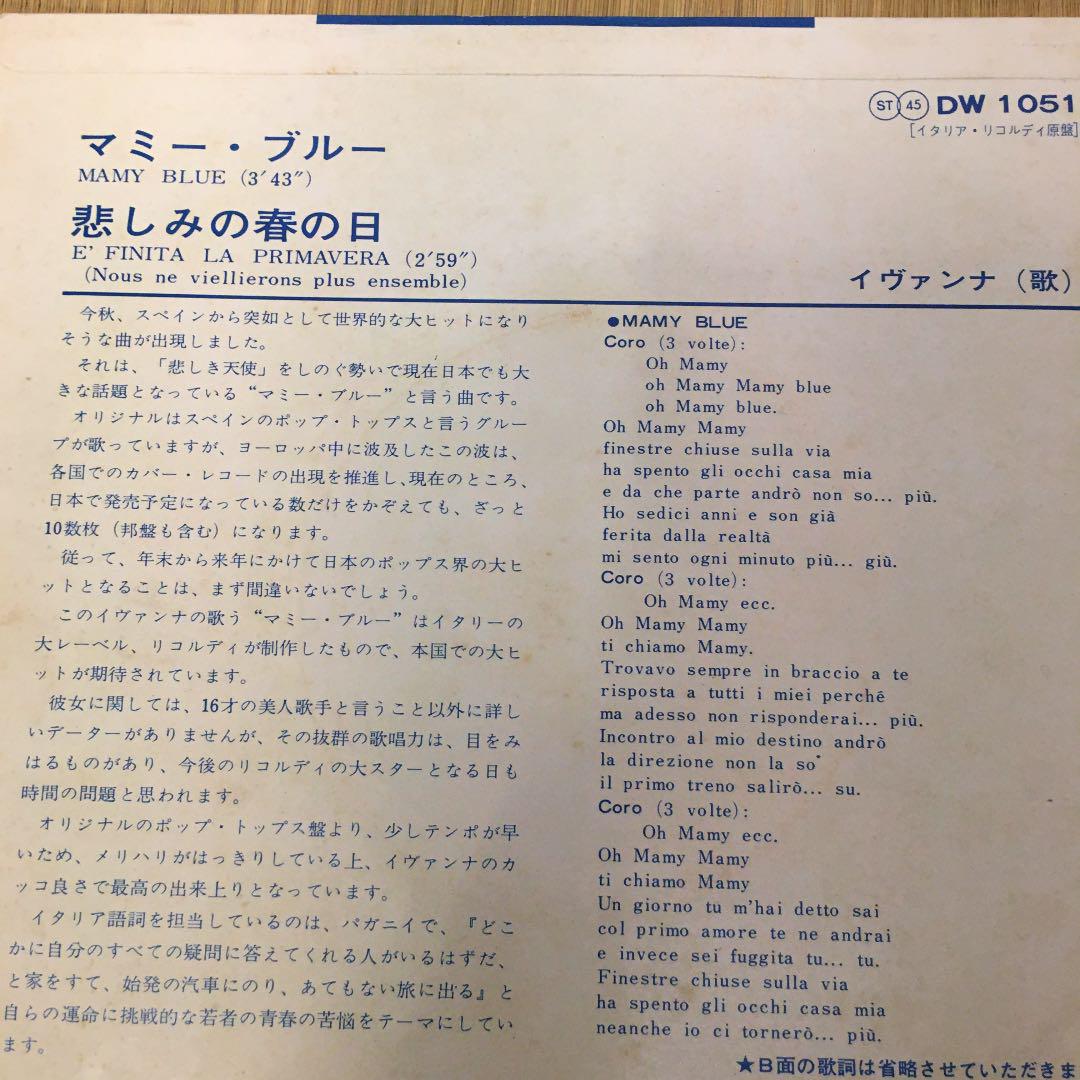 ST 45 DW 1051
[イタリア・リコルディ原盤]
マミー・ブルー
MAMY BLUE (3′43″)
悲しみの春の日
E' FINITA LA PRIMAVERA (2′59″)
(Nous ne viellierons plus ensemble)
イヴァンナ (歌)
今秋、スペインから突如として世界的な大ヒットになり
そうな曲が出現しました。
それは、「悲しき天使」をしのぐ勢いで現在日本でも大
きな話題となっている“マミー・ブルー”と言う曲です。
オリジナルはスペインのポップ・トップスと言うグルー
プが歌っていますが、ヨーロッパ中に波及したこの波は、
各国でのカバー・レコードの出現を推進し、現在のところ、
日本で発売予定になっている数だけをかぞえても、ざっと
10数枚（邦盤も含む）になります。
従って、年末から来年にかけて日本のポップス界の大ヒ
ットとなることは、まず間違いないでしょう。
このイヴァンナの歌う“マミー・ブルー”はイタリーの
大レーベル、リコルディが制作したもので、本国での大ヒ
ットが期待されています。
彼女に関しては、16才の美人歌手と言うこと以外に詳し
いデーターがありませんが、その抜群の歌唱力は、目をみ
はるものがあり、今後のリコルディの大スターとなる日も
時間の問題と思われます。
オリジナルのポップ・トップス盤より、少しテンポが早
いため、メリハリがはっきりしている上、イヴァンナのカ
ッコ良さで最高の出来上りとなっています。
イタリア語詞を担当しているのは、パガニイで、『どこ
かに自分のすべての疑問に答えてくれる人がいるはずだ、
と家をすて、始発の汽車にのり、あてもない旅に出る』と
自らの運命に挑戦的な若者の青春の苦悩をテーマにしてい
ます。
●MAMY BLUE
Coro (3 volte):
Oh Mamy
oh Mamy Mamy blue
oh Mamy blue.
Oh Mamy Mamy
finestre chiuse sulla via
ha spento gli occhi casa mia
e da che parte andrò non so... più.
Ho sedici anni e son già
ferita dalla realtà
mi sento ogni minuto più... giù.
Coro (3 volte):
Oh Mamy ecc.
Oh Mamy Mamy
ti chiamo Mamy.
Trovavo sempre in braccio a te
risposta a tutti i miei perchê
ma adesso non risponderai... più.
Incontro al mio destino andrò
la direzione non la so
il primo treno salirò... su.
Coro (3 volte):
Oh Mamy ecc.
Oh Mamy Mamy
ti chiamo Mamy
Un giorno tu m'hai detto sai
col primo amore te ne andrai
e invece sei fuggita tu... tu.
Finestre chiuse sulla via
ha spento gli occhi casa mia
neanche io ci tornerò... più.
★B面の歌詞は省略させていただきま